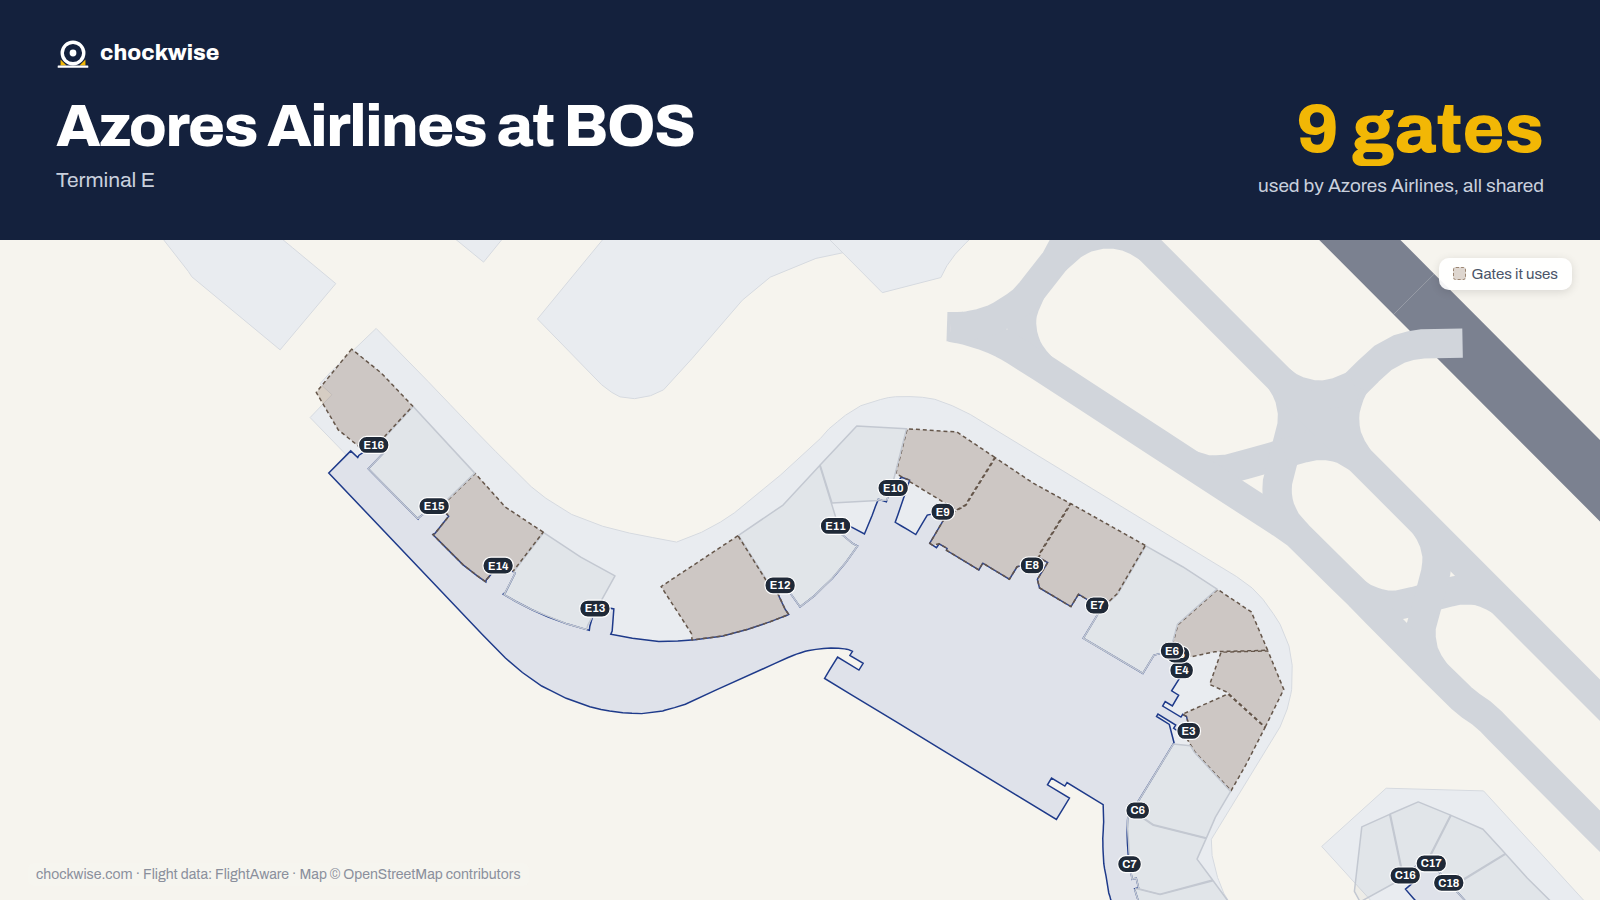 chockwise
Azores Airlines at BOS
Terminal E
9 gates
used by Azores Airlines, all shared
Gates it uses
E16
E15
E14
E13
E12
E11
E10
E9
E8
E7
E6
E4
E3
C6
C7
C17
C16
C18
chockwise.com · Flight data: FlightAware · Map © OpenStreetMap contributors